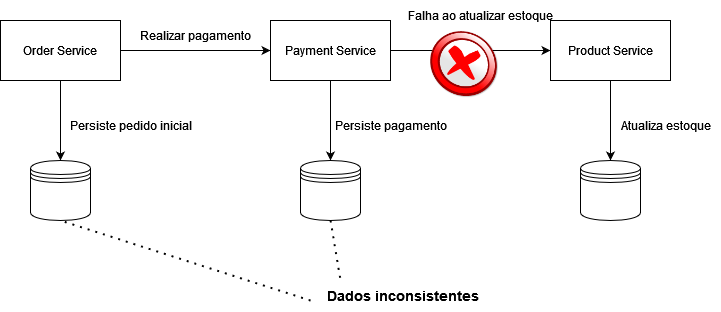 Falha ao atualizar estoque
Realizar pagamento
Order Service
Payment Service
Product Service
Persiste pedido inicial
Persiste pagamento
Atualiza estoque
Dados inconsistentes